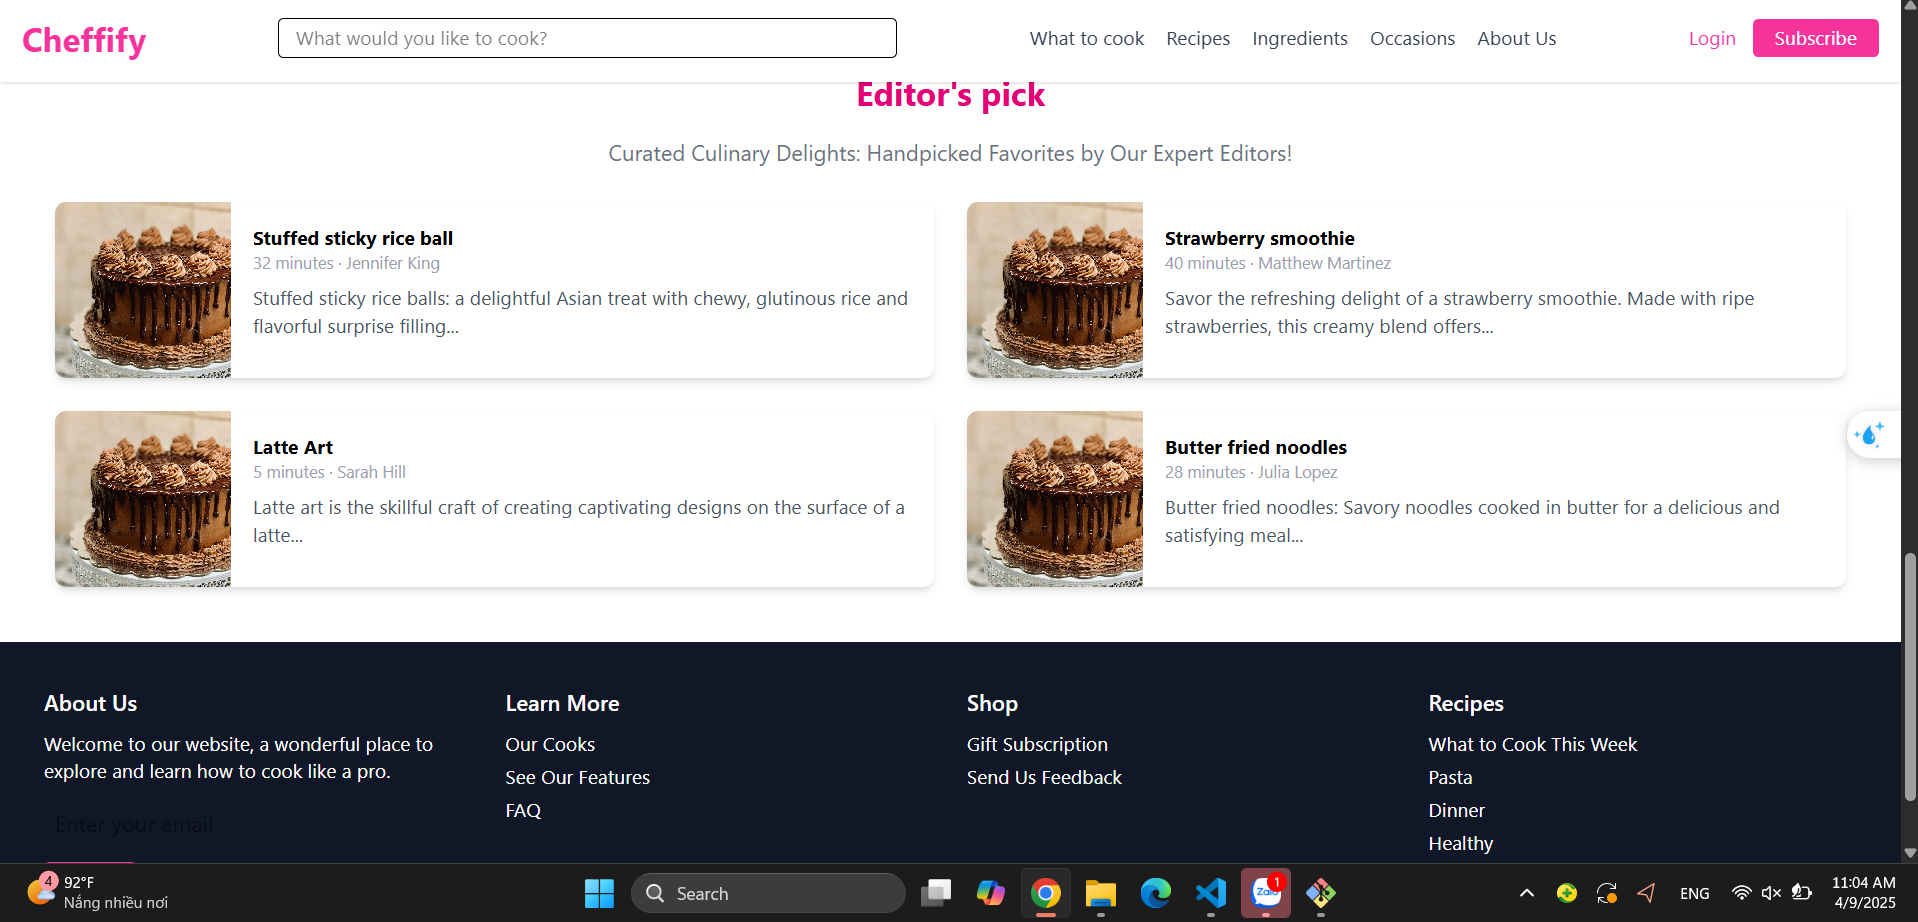 Cheffify
What would you like to cook?
What to cook Recipes Ingredients Occasions About Us
Login Subscribe
Editor's pick
Curated Culinary Delights: Handpicked Favorites by Our Expert Editors!
Stuffed sticky rice ball
32 minutes · Jennifer King
Stuffed sticky rice balls: a delightful Asian treat with chewy, glutinous rice and
flavorful surprise filling...
Strawberry smoothie
40 minutes · Matthew Martinez
Savor the refreshing delight of a strawberry smoothie. Made with ripe
strawberries, this creamy blend offers...
Latte Art
5 minutes · Sarah Hill
Latte art is the skillful craft of creating captivating designs on the surface of a
latte...
Butter fried noodles
28 minutes · Julia Lopez
Butter fried noodles: Savory noodles cooked in butter for a delicious and
satisfying meal...
About Us
Welcome to our website, a wonderful place to
explore and learn how to cook like a pro.
Enter your email
Learn More
Our Cooks
See Our Features
FAQ
Shop
Gift Subscription
Send Us Feedback
Recipes
What to Cook This Week
Pasta
Dinner
Healthy
4
92°F
Nắng nhiều nơi
Search
Zalo
1
ENG
11:04 AM
4/9/2025